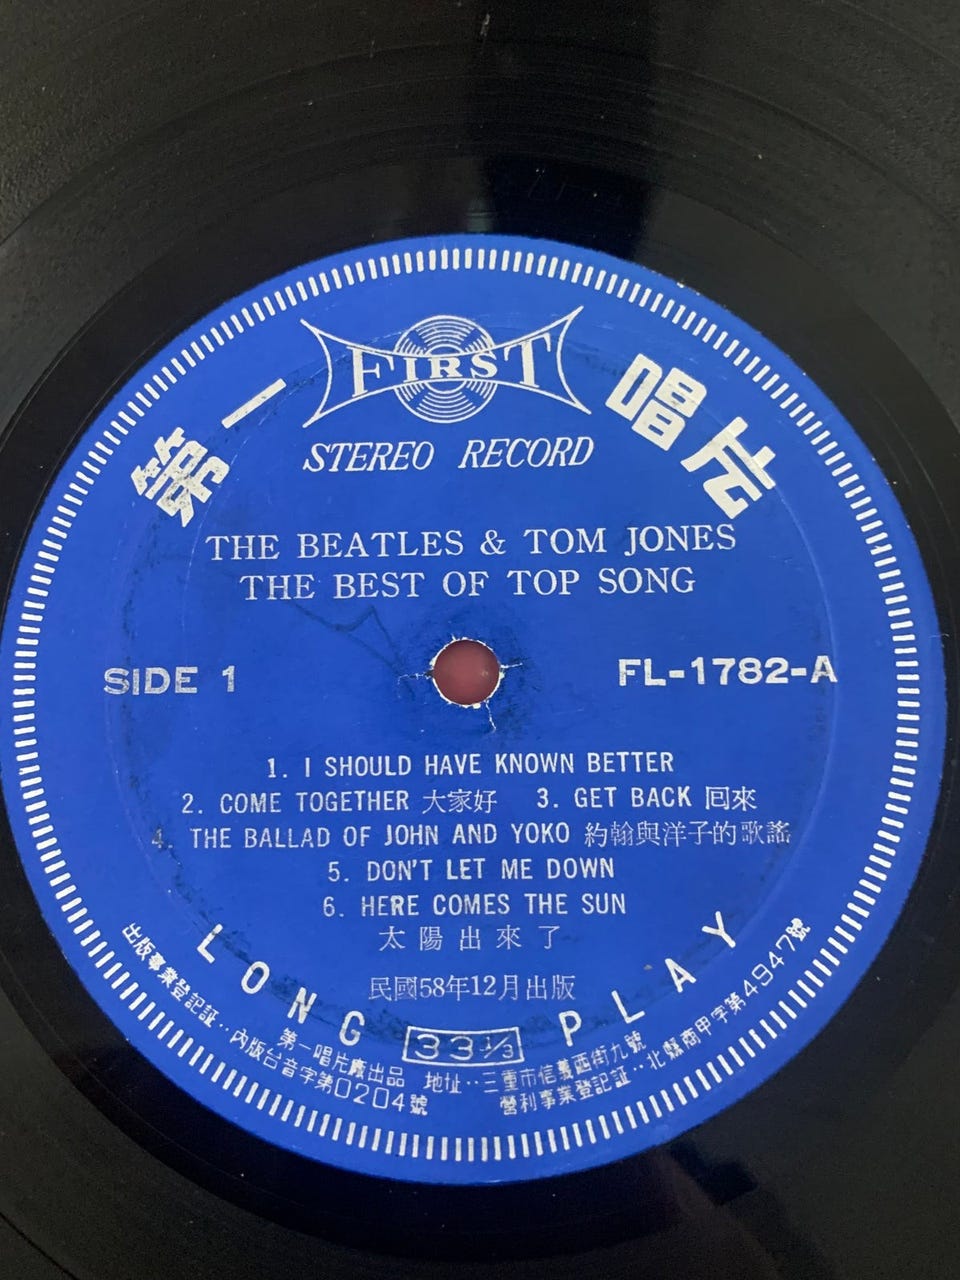 FIRST
第一唱片
STEREO RECORD
THE BEATLES & TOM JONES
THE BEST OF TOP SONG
SIDE 1
FL-1782-A
1. I SHOULD HAVE KNOWN BETTER
2. COME TOGETHER 大家好 3. GET BACK 回來
4. THE BALLAD OF JOHN AND YOKO 約翰與洋子的歌謠
5. DON'T LET ME DOWN
6. HERE COMES THE SUN
太陽出來了
民國58年12月出版
LONG 33⅓ PLAY
出版事業登記証‥內版台音字第0204號
第一唱片廠出品 地址‥三重市信義西街九號
營利事業登記証‥北縣商甲字第4947號